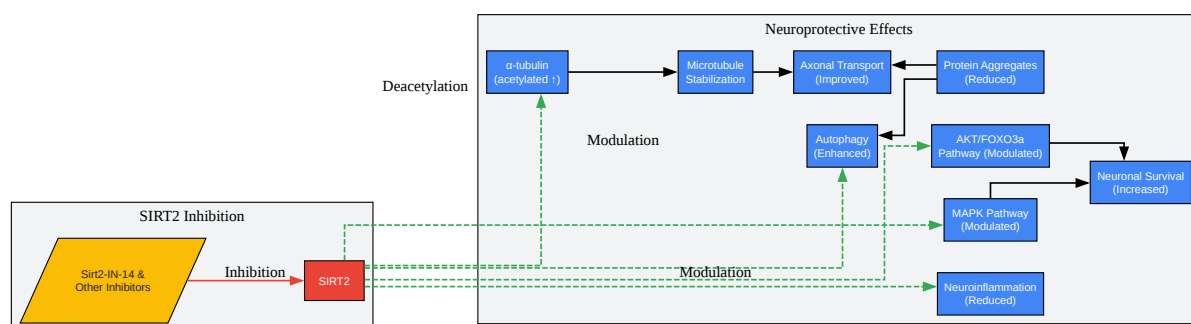 Neuroprotective Effects
α-tubulin
(acetylated ↑)
Microtubule
Stabilization
Axonal Transport
(Improved)
Protein Aggregates
(Reduced)
Deacetylation
Modulation
Autophagy
(Enhanced)
AKT/FOXO3a
Pathway (Modulated)
Neuronal Survival
(Increased)
MAPK Pathway
(Modulated)
SIRT2 Inhibition
Sirt2-IN-14 &
Other Inhibitors
Inhibition
SIRT2
Modulation
Neuroinflammation
(Reduced)